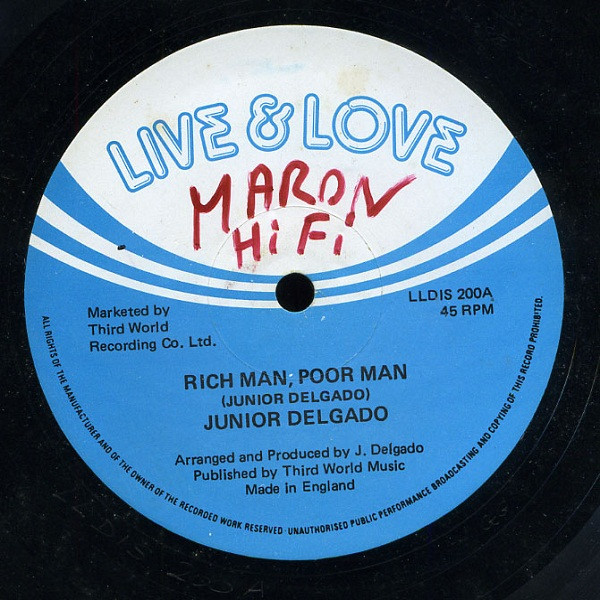 LIVE & LOVE
MARON
HiFi
Marketed by
Third World
Recording Co. Ltd.
LLDIS 200A
45 RPM
RICH MAN; POOR MAN
(JUNIOR DELGADO)
JUNIOR DELGADO
Arranged and Produced by J. Delgado
Published by Third World Music
Made in England
ALL RIGHTS OF THE MANUFACTURER AND OF THE OWNER OF THE RECORDED WORK RESERVED · UNAUTHORISED PUBLIC PERFORMANCE BROADCASTING AND COPYING OF THIS RECORD PROHIBITED.